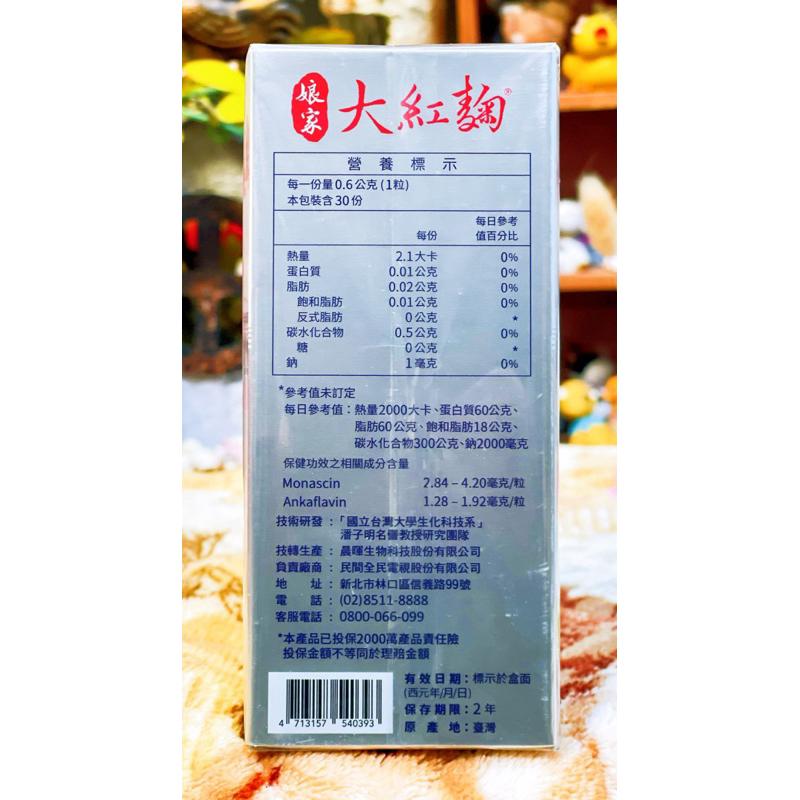 娘家 大紅麴®
營養標示
每一份量0.6公克(1粒)
本包裝含30份
每份 每日參考值百分比
熱量 2.1大卡 0%
蛋白質 0.01公克 0%
脂肪 0.02公克 0%
飽和脂肪 0.01公克 0%
反式脂肪 0公克 *
碳水化合物 0.5公克 0%
糖 0公克 *
鈉 1毫克 0%
*參考值未訂定
每日參考值：熱量2000大卡、蛋白質60公克、
脂肪60公克、飽和脂肪18公克、
碳水化合物300公克、鈉2000毫克
保健功效之相關成分含量
Monascin 2.84－4.20毫克/粒
Ankaflavin 1.28－1.92毫克/粒
技術研發：「國立台灣大學生化科技系」
潘子明名譽教授研究團隊
技轉生產：晨暉生物科技股份有限公司
負責廠商：民間全民電視股份有限公司
地 址：新北市林口區信義路99號
電 話：(02)8511-8888
客服電話：0800-066-099
*本產品已投保2000萬產品責任險
投保金額不等同於理賠金額
有效日期：標示於盒面
(西元年/月/日)
保存期限：2年
原產地：臺灣
4 713157 540393